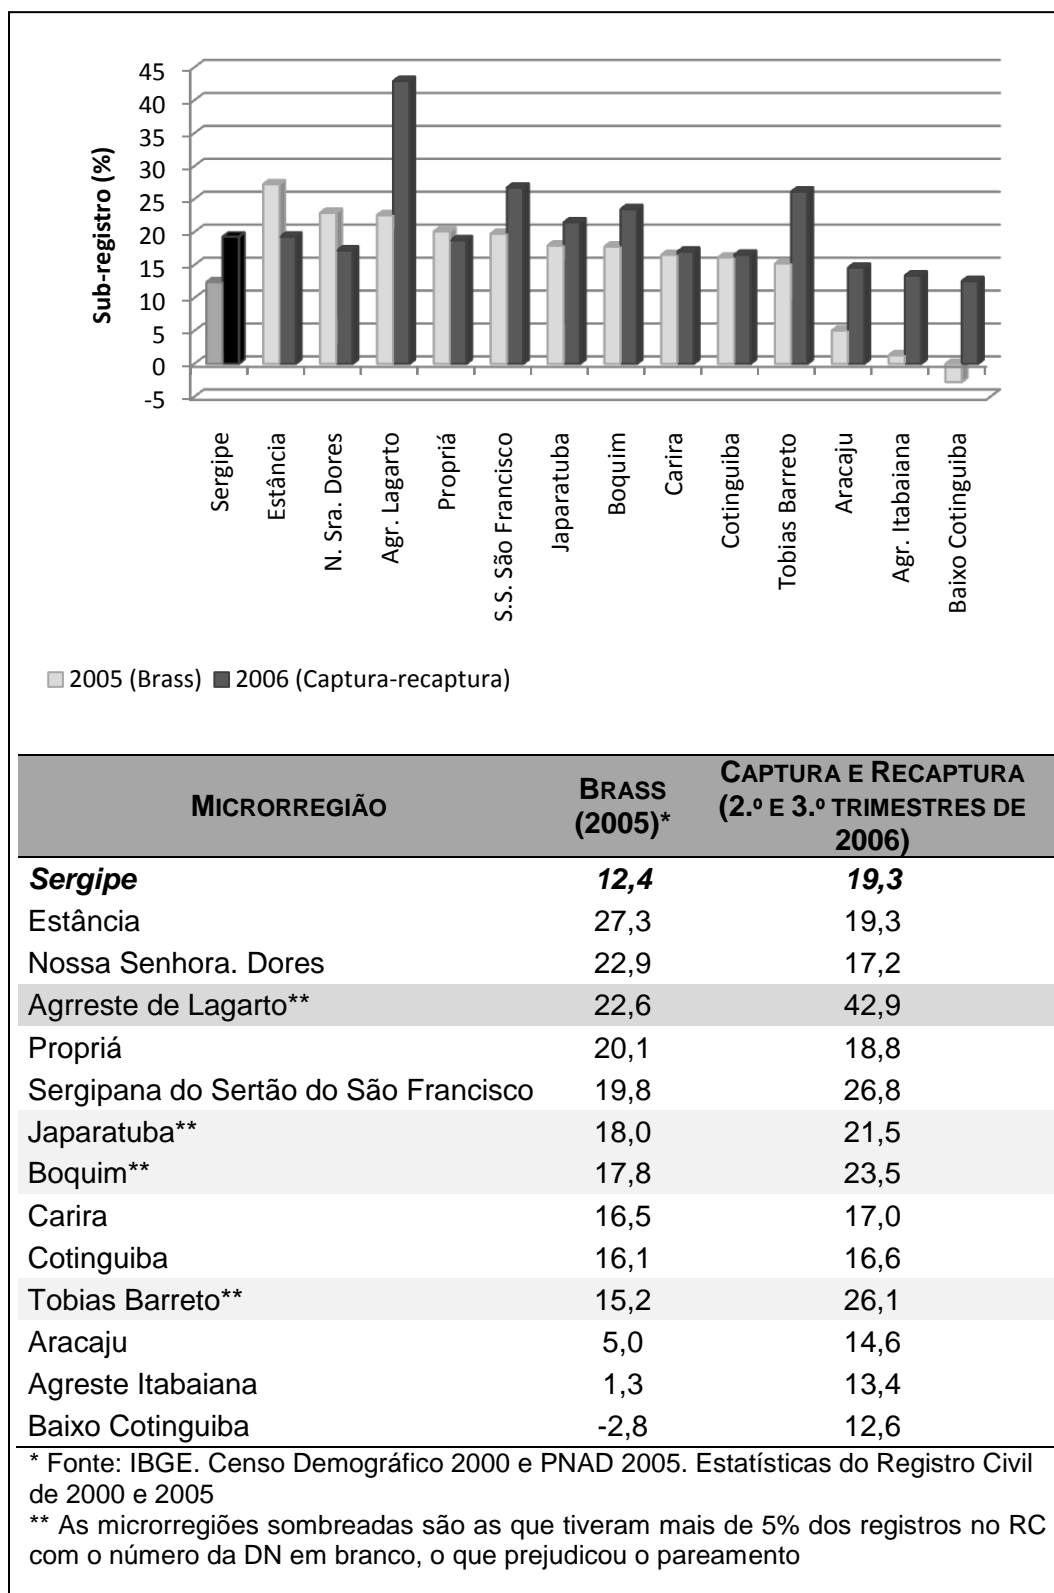 Sub-registro (%)
45
40
35
30
25
20
15
10
5
0
-5
Sergipe
Estância
N. Sra. Dores
Agr. Lagarto
Propriá
S.S. São Francisco
Japaratuba
Boquim
Carira
Cotinguiba
Tobias Barreto
Aracaju
Agr. Itabaiana
Baixo Cotinguiba
2005 (Brass) 2006 (Captura-recaptura)
MICRORREGIÃO BRASS (2005)* CAPTURA E RECAPTURA (2.º E 3.º TRIMESTRES DE 2006)
Sergipe 12,4 19,3
Estância 27,3 19,3
Nossa Senhora. Dores 22,9 17,2
Agrreste de Lagarto** 22,6 42,9
Propriá 20,1 18,8
Sergipana do Sertão do São Francisco 19,8 26,8
Japaratuba** 18,0 21,5
Boquim** 17,8 23,5
Carira 16,5 17,0
Cotinguiba 16,1 16,6
Tobias Barreto** 15,2 26,1
Aracaju 5,0 14,6
Agreste Itabaiana 1,3 13,4
Baixo Cotinguiba -2,8 12,6
* Fonte: IBGE. Censo Demográfico 2000 e PNAD 2005. Estatísticas do Registro Civil
de 2000 e 2005
** As microrregiões sombreadas são as que tiveram mais de 5% dos registros no RC
com o número da DN em branco, o que prejudicou o pareamento